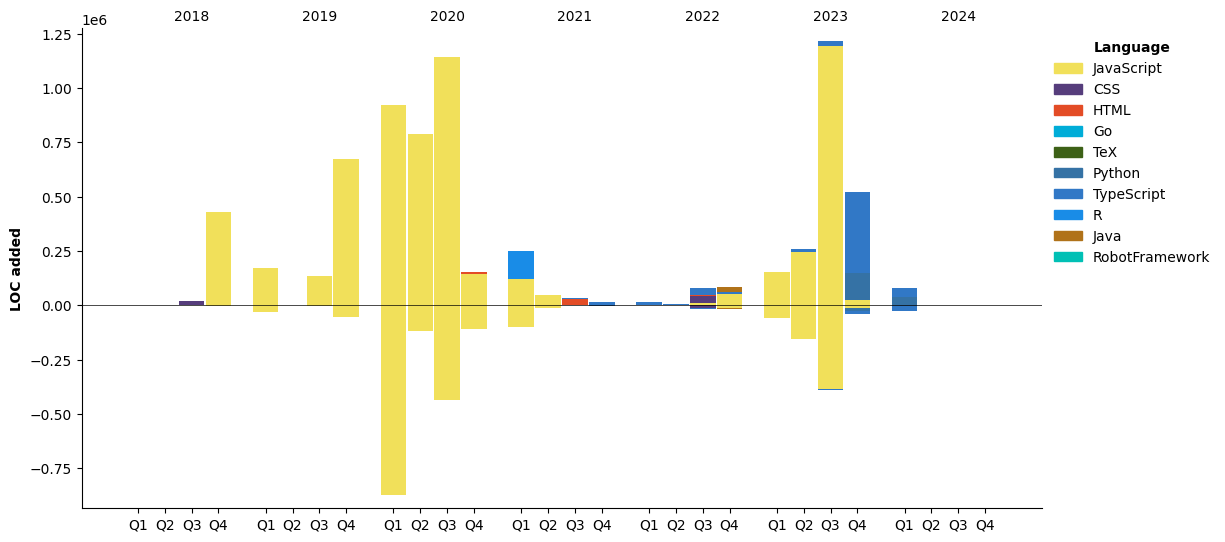 2018 2019 2020 2021 2022 2023 2024
1e6
1.25
1.00
0.75
0.50
0.25
0.00
−0.25
−0.50
−0.75
LOC added
Q1 Q2 Q3 Q4 Q1 Q2 Q3 Q4 Q1 Q2 Q3 Q4 Q1 Q2 Q3 Q4 Q1 Q2 Q3 Q4 Q1 Q2 Q3 Q4 Q1 Q2 Q3 Q4
Language
JavaScript
CSS
HTML
Go
TeX
Python
TypeScript
R
Java
RobotFramework